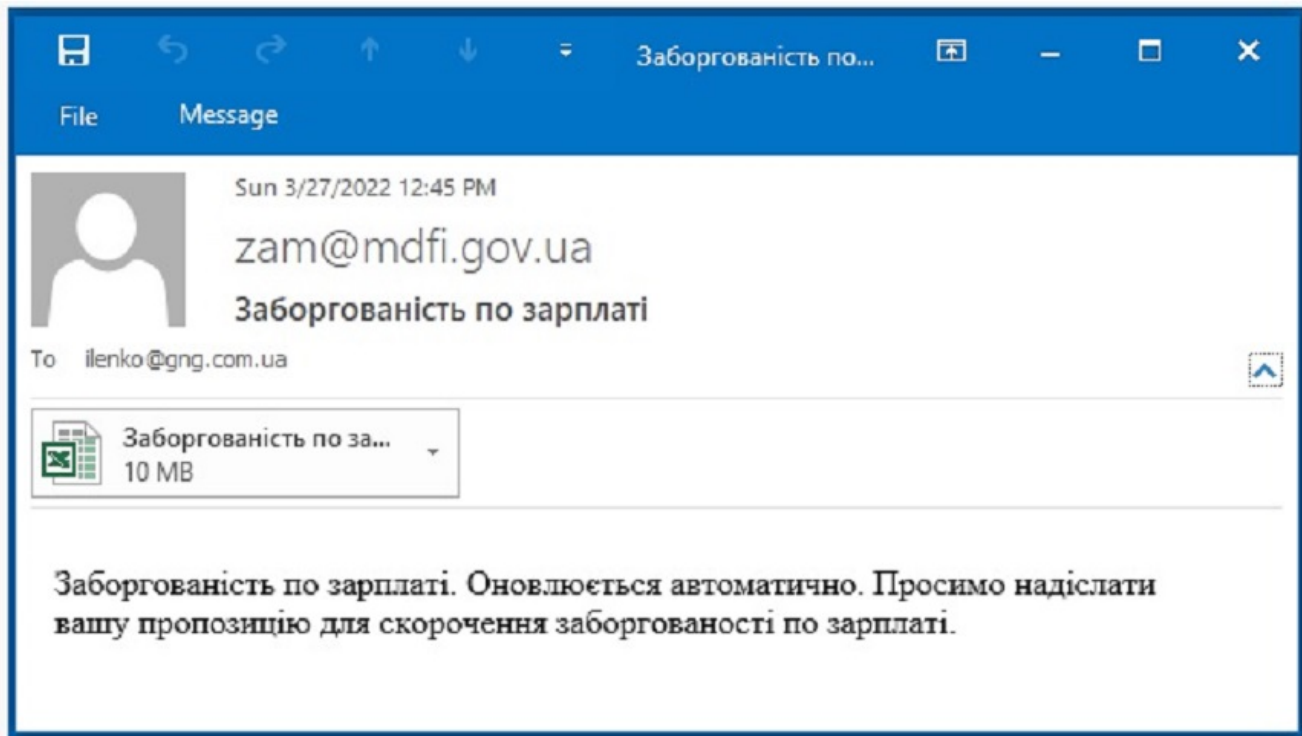 Заборгованість по...
File Message
Sun 3/27/2022 12:45 PM
zam@mdfi.gov.ua
Заборгованість по зарплаті
To ilenko@gng.com.ua
Заборгованість по за...
10 MB
Заборгованість по зарплаті. Оновлюється автоматично. Просимо надіслати
вашу пропозицію для скорочення заборгованості по зарплаті.